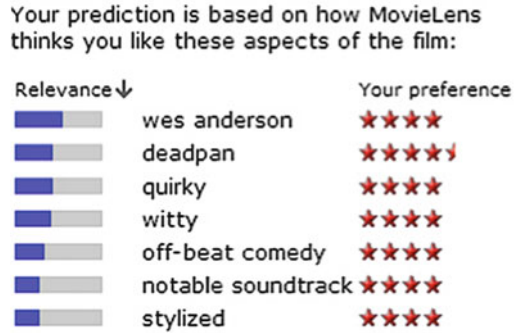 Your prediction is based on how MovieLens
thinks you like these aspects of the film:
Relevance↓ Your preference
wes anderson
deadpan
quirky
witty
off-beat comedy
notable soundtrack
stylized